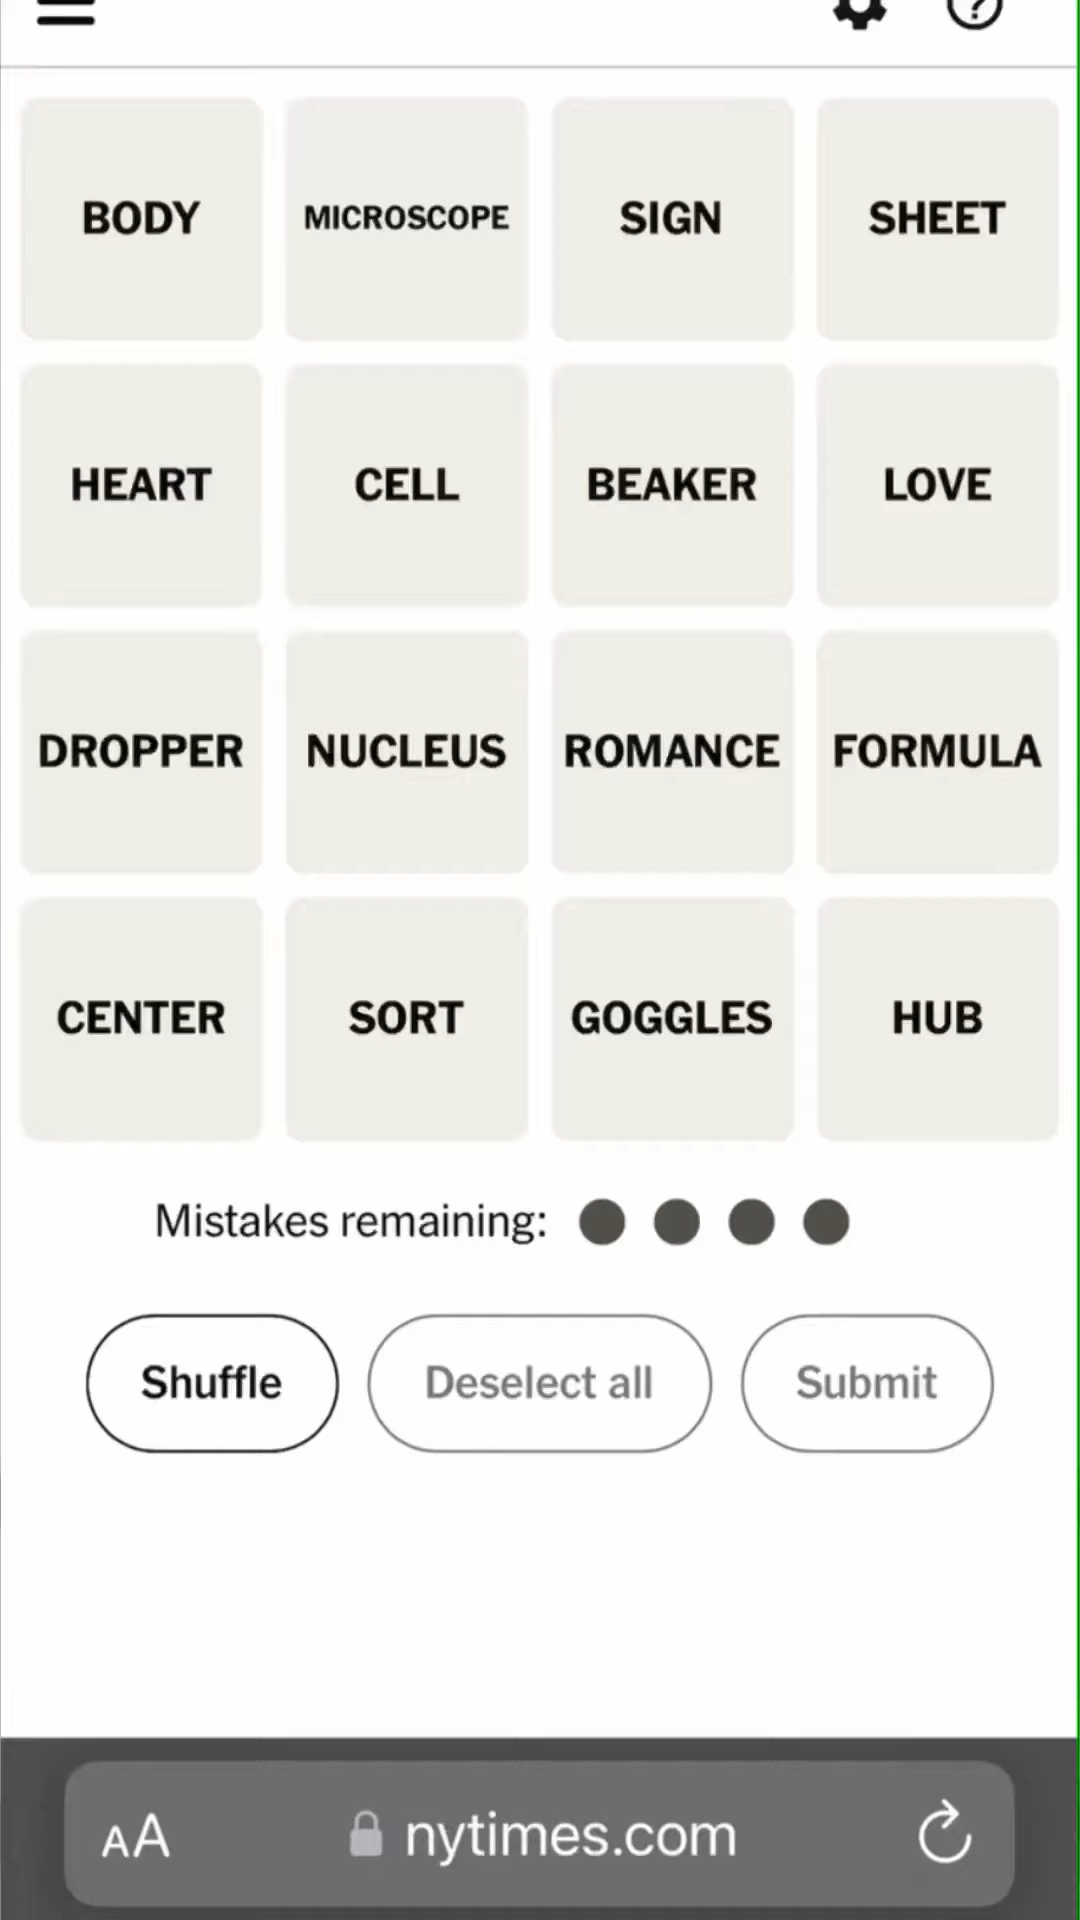 BODY MICROSCOPE SIGN SHEET
HEART CELL BEAKER LOVE
DROPPER NUCLEUS ROMANCE FORMULA
CENTER SORT GOGGLES HUB
Mistakes remaining:
Shuffle Deselect all Submit
AA nytimes.com